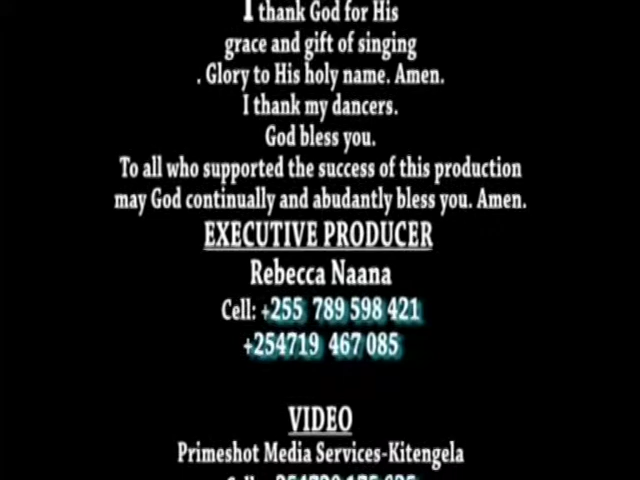 I thank God for His
grace and gift of singing
. Glory to His holy name. Amen.
I thank my dancers.
God bless you.
To all who supported the success of this production
may God continually and abudantly bless you. Amen.
EXECUTIVE PRODUCER
Rebecca Naana
Cell: +255 789 598 421
+254719 467 085
VIDEO
Primeshot Media Services-Kitengela